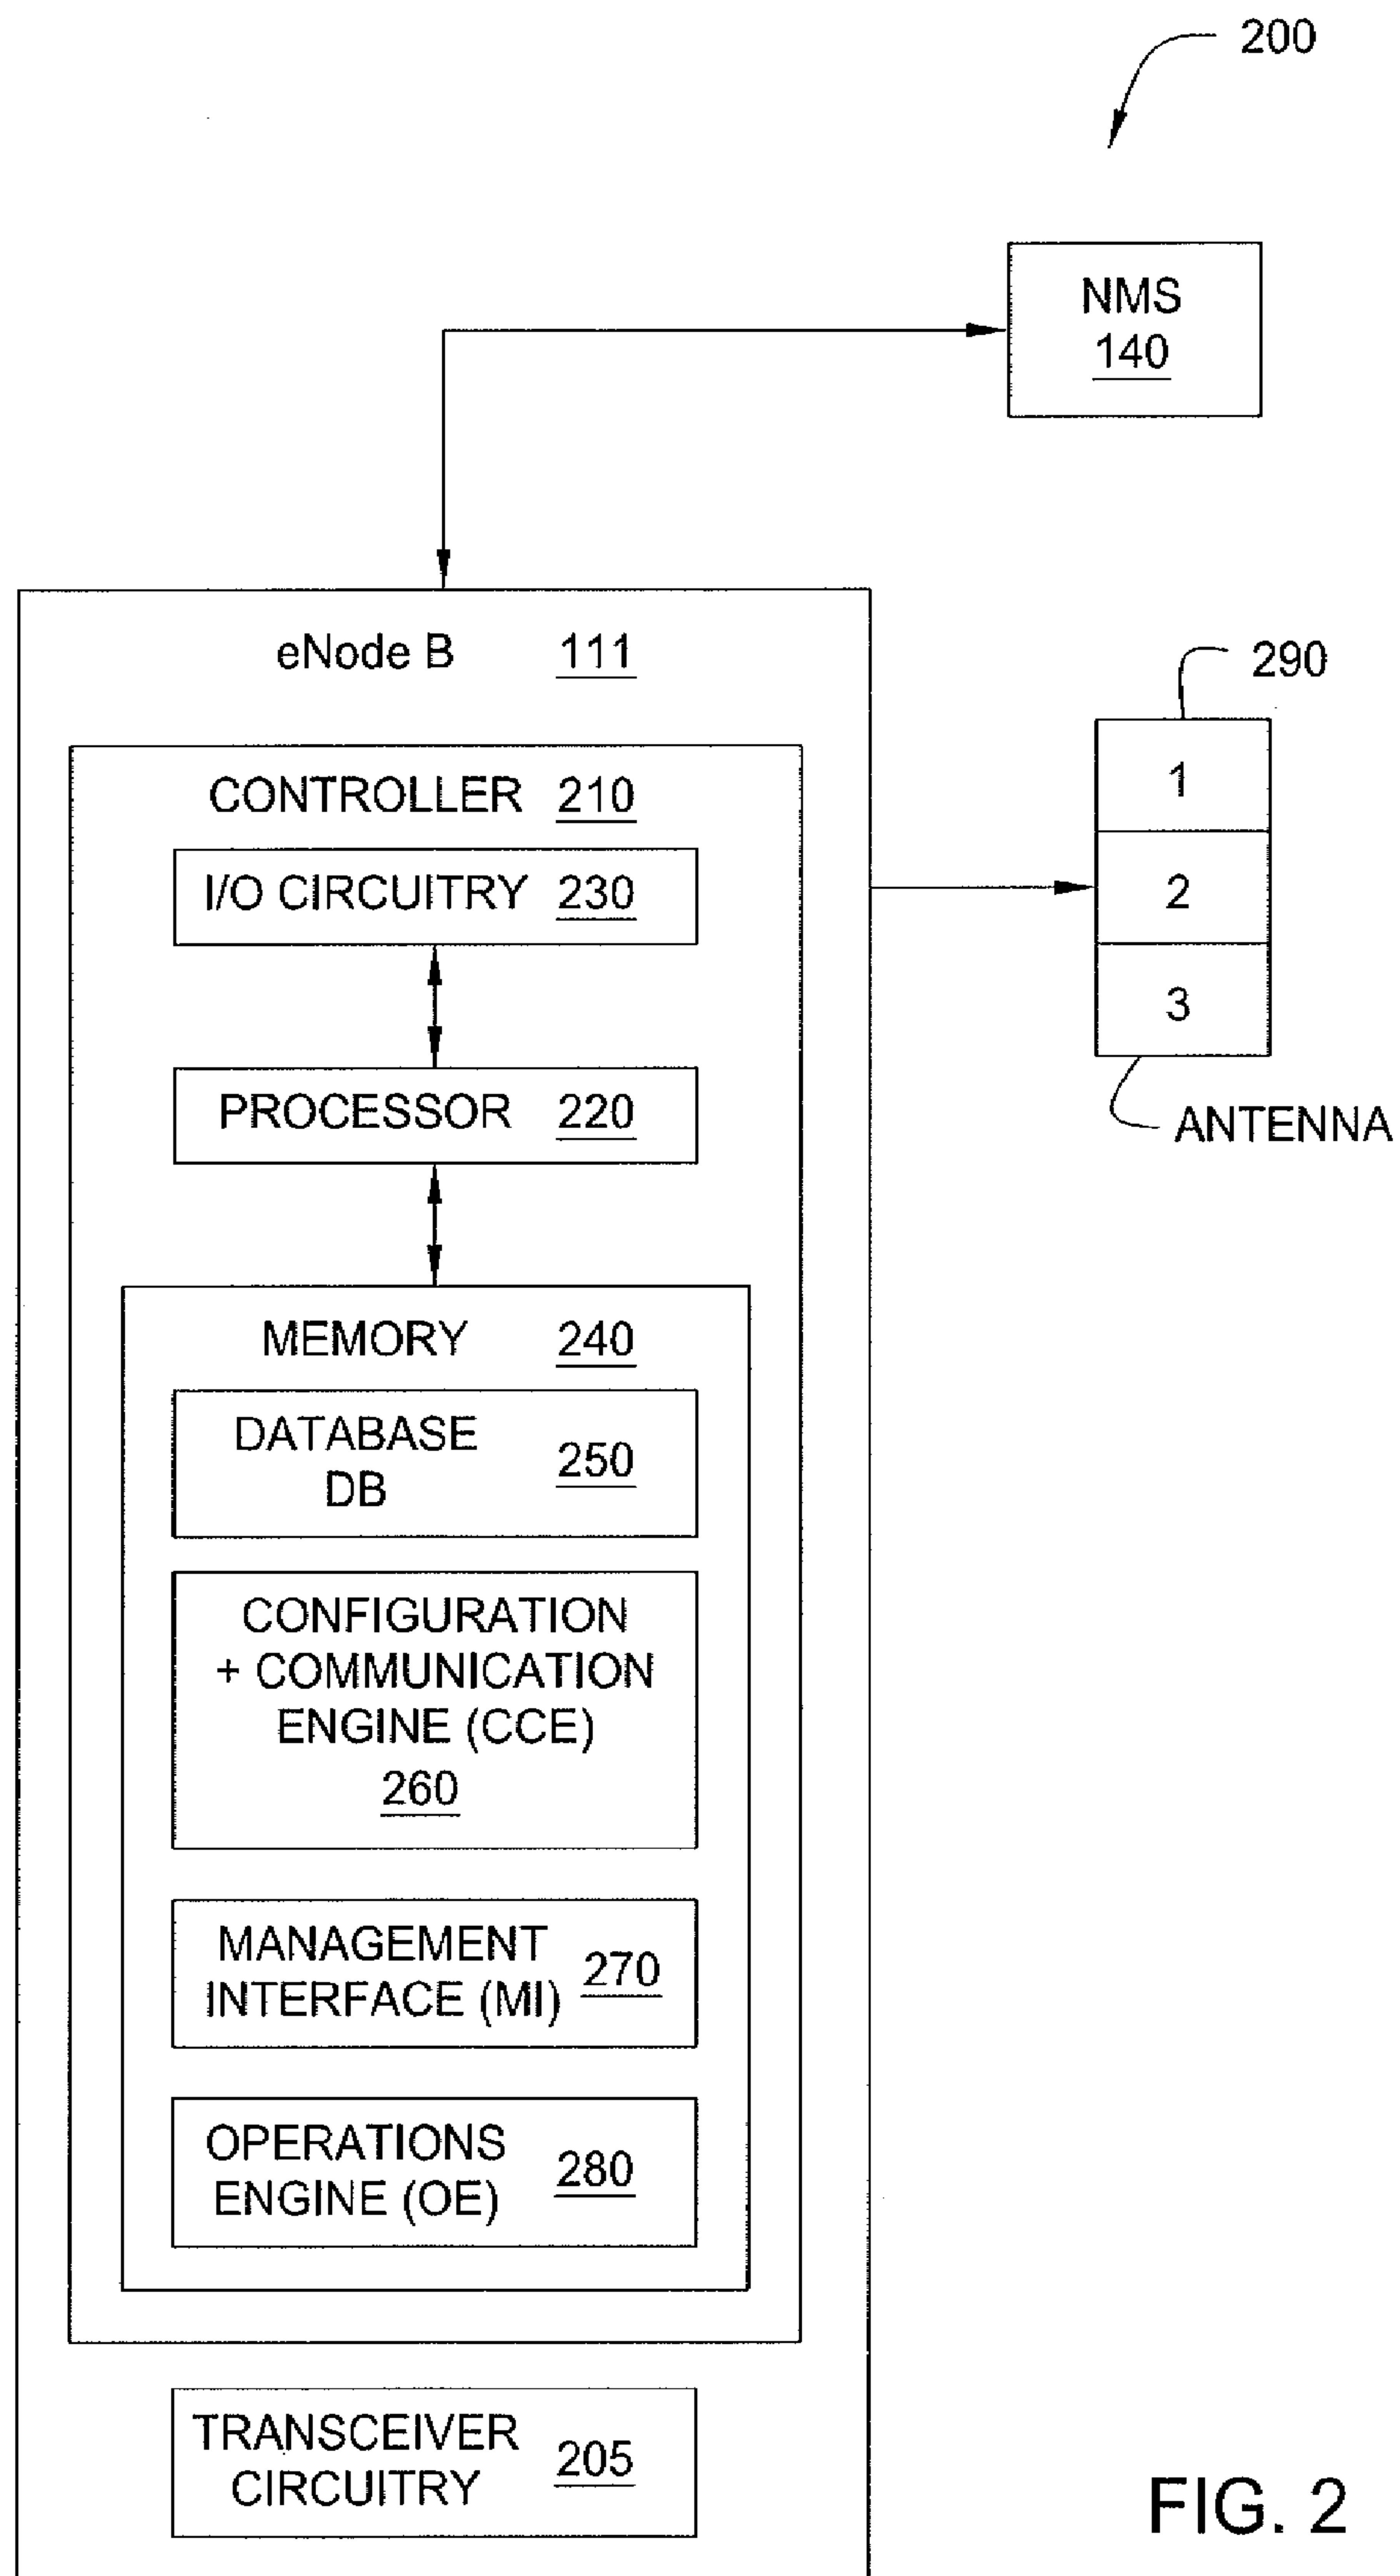 200
NMS
140
eNode B 111
290
CONTROLLER 210
1
I/O CIRCUITRY 230
2
3
PROCESSOR 220
ANTENNA
MEMORY 240
DATABASE
DB
250
CONFIGURATION
+ COMMUNICATION
ENGINE (CCE)
260
MANAGEMENT
INTERFACE (MI)
270
OPERATIONS
ENGINE (OE)
280
TRANSCEIVER
CIRCUITRY
205
FIG. 2